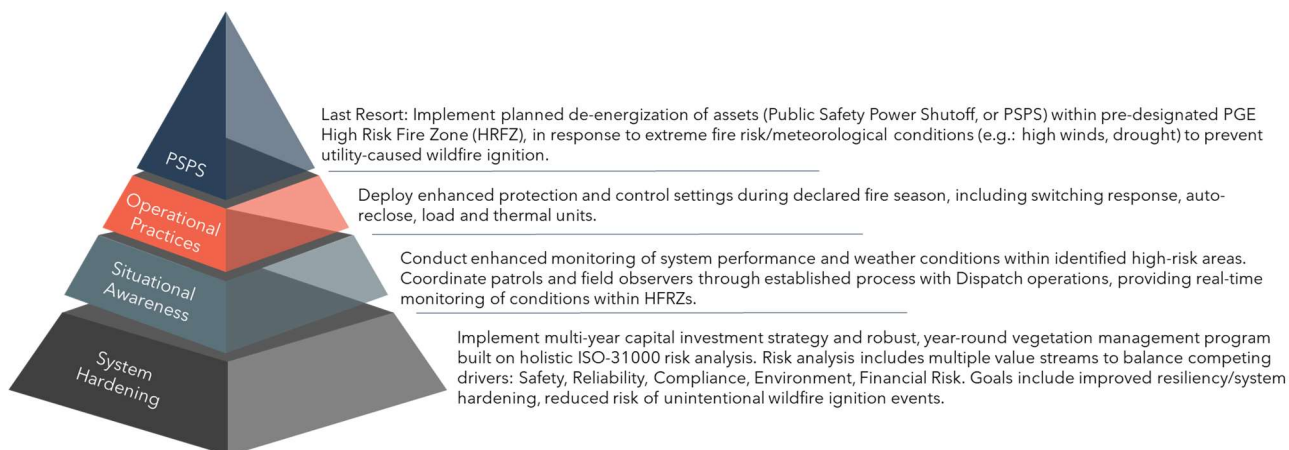 Last Resort: Implement planned de-energization of assets (Public Safety Power Shutoff, or PSPS) within pre-designated PGE
High Risk Fire Zone (HRFZ), in response to extreme fire risk/meteorological conditions (e.g.: high winds, drought) to prevent
utility-caused wildfire ignition.
PSPS
Deploy enhanced protection and control settings during declared fire season, including switching response, auto-
reclose, load and thermal units.
Operational
Practices
Conduct enhanced monitoring of system performance and weather conditions within identified high-risk areas.
Coordinate patrols and field observers through established process with Dispatch operations, providing real-time
monitoring of conditions within HFRZs.
Situational
Awareness
Implement multi-year capital investment strategy and robust, year-round vegetation management program
built on holistic ISO-31000 risk analysis. Risk analysis includes multiple value streams to balance competing
drivers: Safety, Reliability, Compliance, Environment, Financial Risk. Goals include improved resiliency/system
hardening, reduced risk of unintentional wildfire ignition events.
System
Hardening